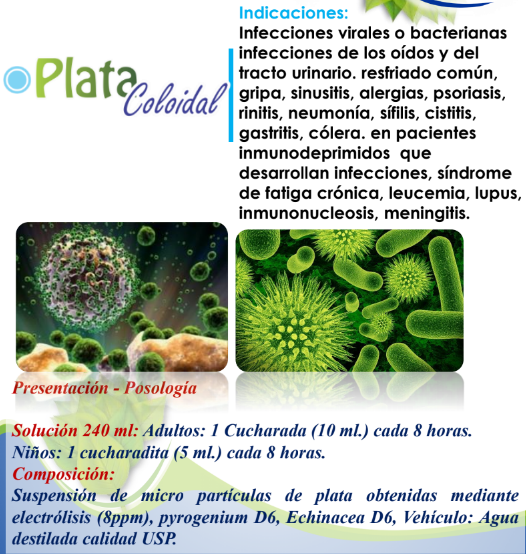 Plata
Coloidal
Indicaciones:
Infecciones virales o bacterianas
infecciones de los oídos y del
tracto urinario. resfriado común,
gripa, sinusitis, alergias, psoriasis,
rinitis, neumonía, sífilis, cistitis,
gastritis, cólera. en pacientes
inmunodeprimidos que
desarrollan infecciones, síndrome
de fatiga crónica, leucemia, lupus,
inmunonucleosis, meningitis.
Presentación - Posología
Solución 240 ml: Adultos: 1 Cucharada (10 ml.) cada 8 horas.
Niños: 1 cucharadita (5 ml.) cada 8 horas.
Composición:
Suspensión de micro partículas de plata obtenidas mediante
electrólisis (8ppm), pyrogenium D6, Echinacea D6, Vehículo: Agua
destilada calidad USP.